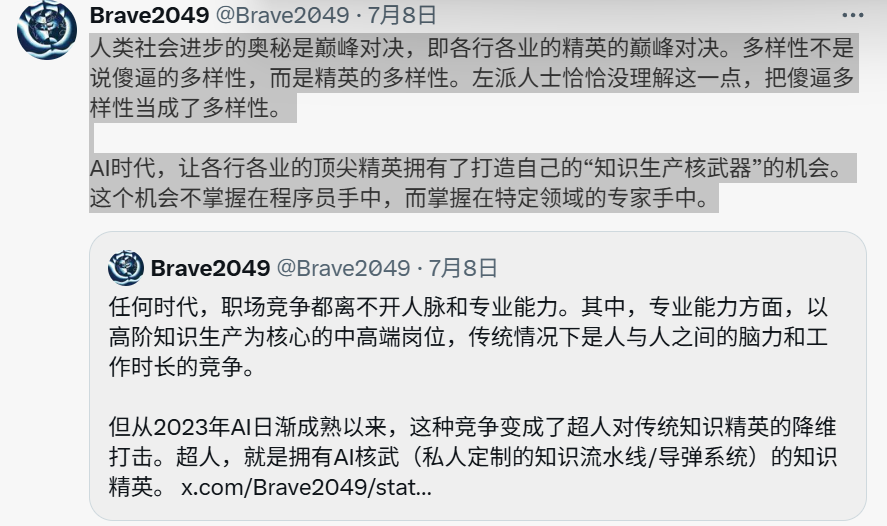 Brave2049 @Brave2049 · 7月8日
人类社会进步的奥秘是巅峰对决，即各行各业的精英的巅峰对决。多样性不是
说傻逼的多样性，而是精英的多样性。左派人士恰恰没理解这一点，把傻逼多
样性当成了多样性。
AI时代，让各行各业的顶尖精英拥有了打造自己的“知识生产核武器”的机会。
这个机会不掌握在程序员手中，而掌握在特定领域的专家手中。
Brave2049 @Brave2049 · 7月8日
任何时代，职场竞争都离不开人脉和专业能力。其中，专业能力方面，以
高阶知识生产为核心的中高端岗位，传统情况下是人与人之间的脑力和工
作时长的竞争。
但从2023年AI日渐成熟以来，这种竞争变成了超人对传统知识精英的降维
打击。超人，就是拥有AI核武（私人定制的知识流水线/导弹系统）的知识
精英。 x.com/Brave2049/stat...